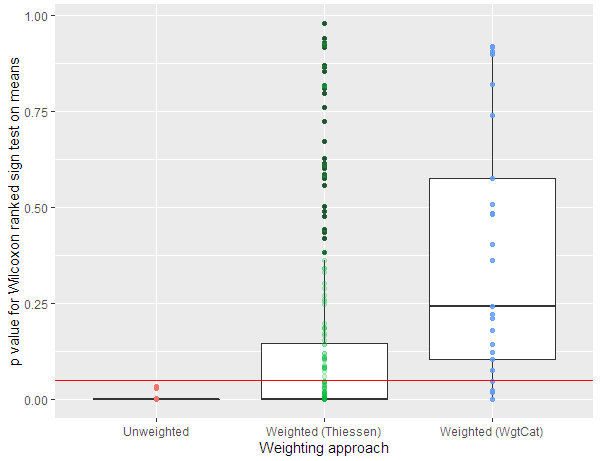 p value for Wilcoxon ranked sign test on means
1.00
0.75
0.50
0.25
0.00
Unweighted
Weighted (Thiessen)
Weighted (WgtCat)
Weighting approach